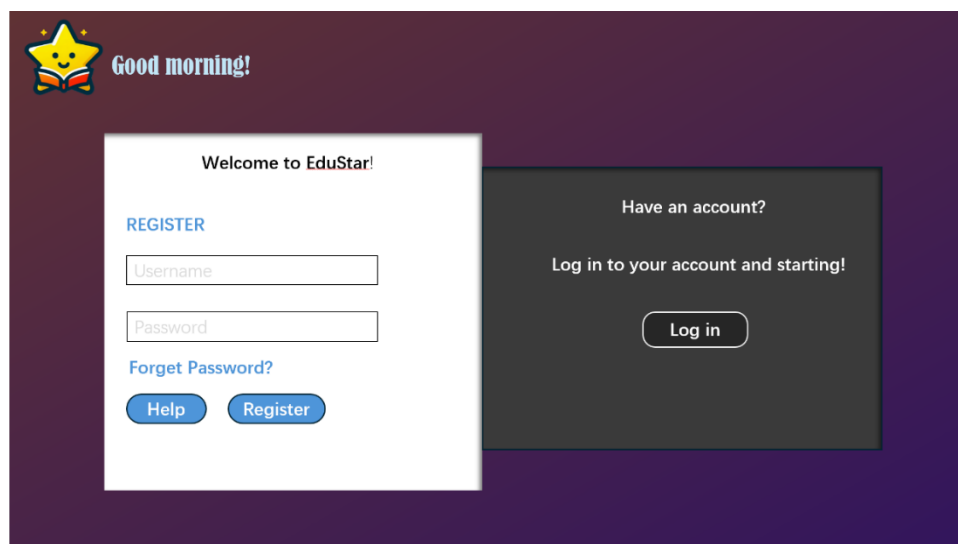 Good morning!
Welcome to EduStar!
REGISTER
Username
Password
Forget Password?
Help
Register
Have an account?
Log in to your account and starting!
Log in